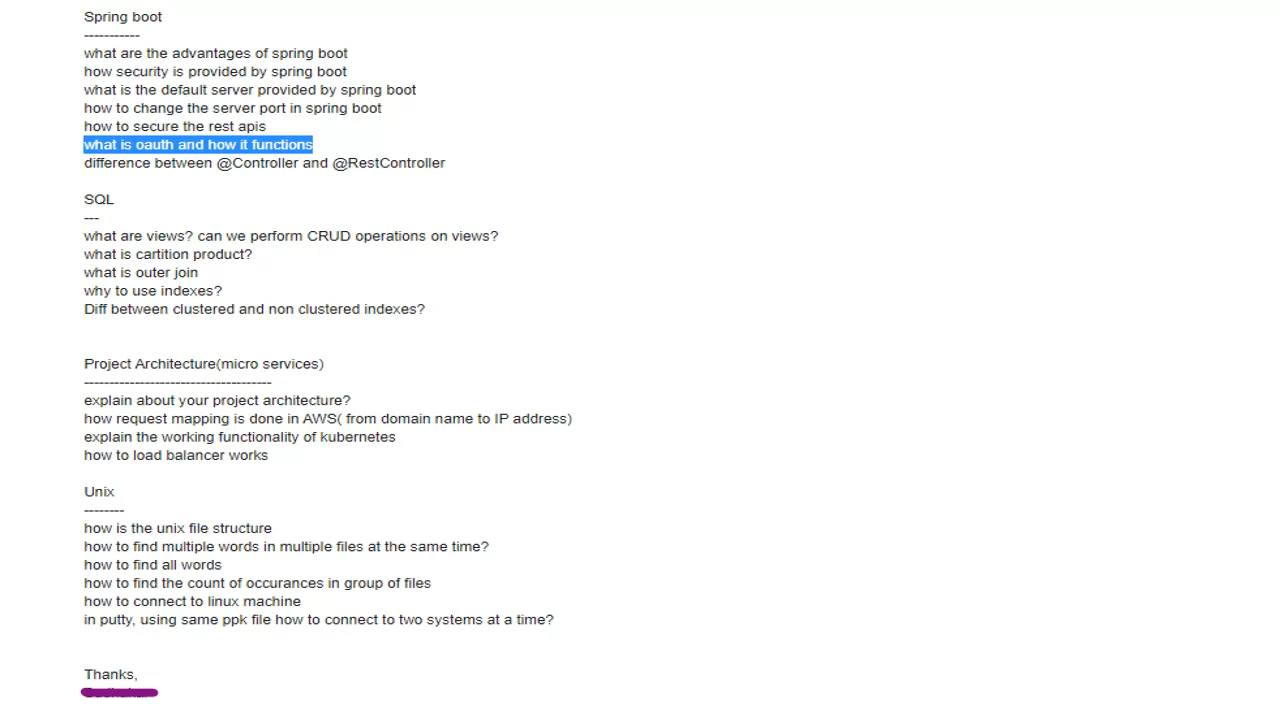 Spring boot
-----------
what are the advantages of spring boot
how security is provided by spring boot
what is the default server provided by spring boot
how to change the server port in spring boot
how to secure the rest apis
what is oauth and how it functions
difference between @Controller and @RestController
SQL
---
what are views? can we perform CRUD operations on views?
what is cartition product?
what is outer join
why to use indexes?
Diff between clustered and non clustered indexes?
Project Architecture(micro services)
-------------------------------------
explain about your project architecture?
how request mapping is done in AWS( from domain name to IP address)
explain the working functionality of kubernetes
how to load balancer works
Unix
--------
how is the unix file structure
how to find multiple words in multiple files at the same time?
how to find all words
how to find the count of occurances in group of files
how to connect to linux machine
in putty, using same ppk file how to connect to two systems at a time?
Thanks,